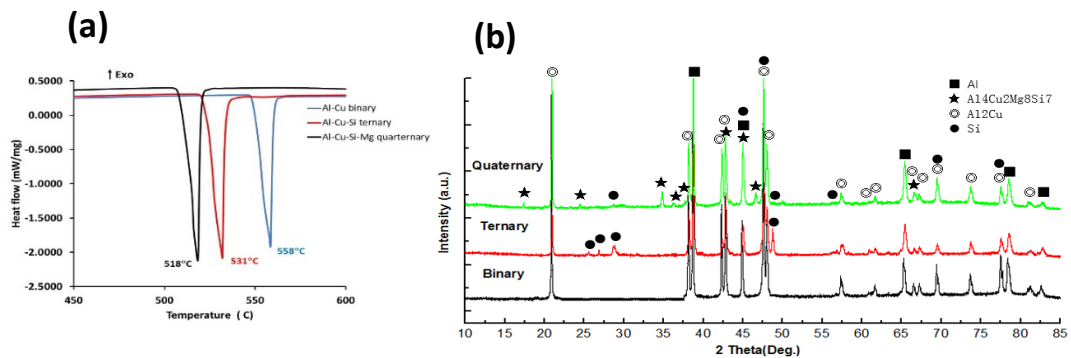 (a)
↑ Exo
0.5000
0.0000
-0.5000
-1.0000
-1.5000
-2.0000
-2.5000
Heat flow (mW/mg)
Al-Cu binary
Al-Cu-Si ternary
Al-Cu-Si-Mg quarternary
518°C
531°C
558°C
450
500
550
600
Temperature ( C)
(b)
Intensity (a.u.)
Al
Al4Cu2Mg8Si7
Al2Cu
Si
Quaternary
Ternary
Binary
10 15 20 25 30 35 40 45 50 55 60 65 70 75 80 85
2 Theta(Deg.)